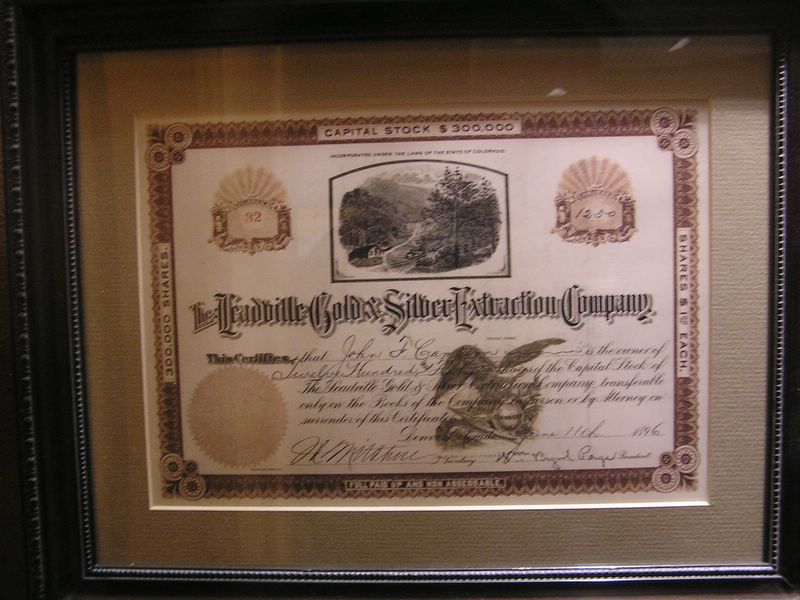 CAPITAL STOCK $300,000
INCORPORATED UNDER THE LAWS OF THE STATE OF COLORADO.
32
1250
300,000 SHARES.
SHARES $1.00 EACH.
The Leadville Gold & Silver Extraction Company.
This Certifies that John F. is the owner of
Twelve Hundred Shares of the Capital Stock of
The Leadville Gold & Silver Extraction Company, transferable
only on the Books of the Company in person or by Attorney on
surrender of this Certificate.
Denver, Colorado June 11th 1896
Secretary Byrd Page President
FULL PAID UP AND NON ASSESSABLE.